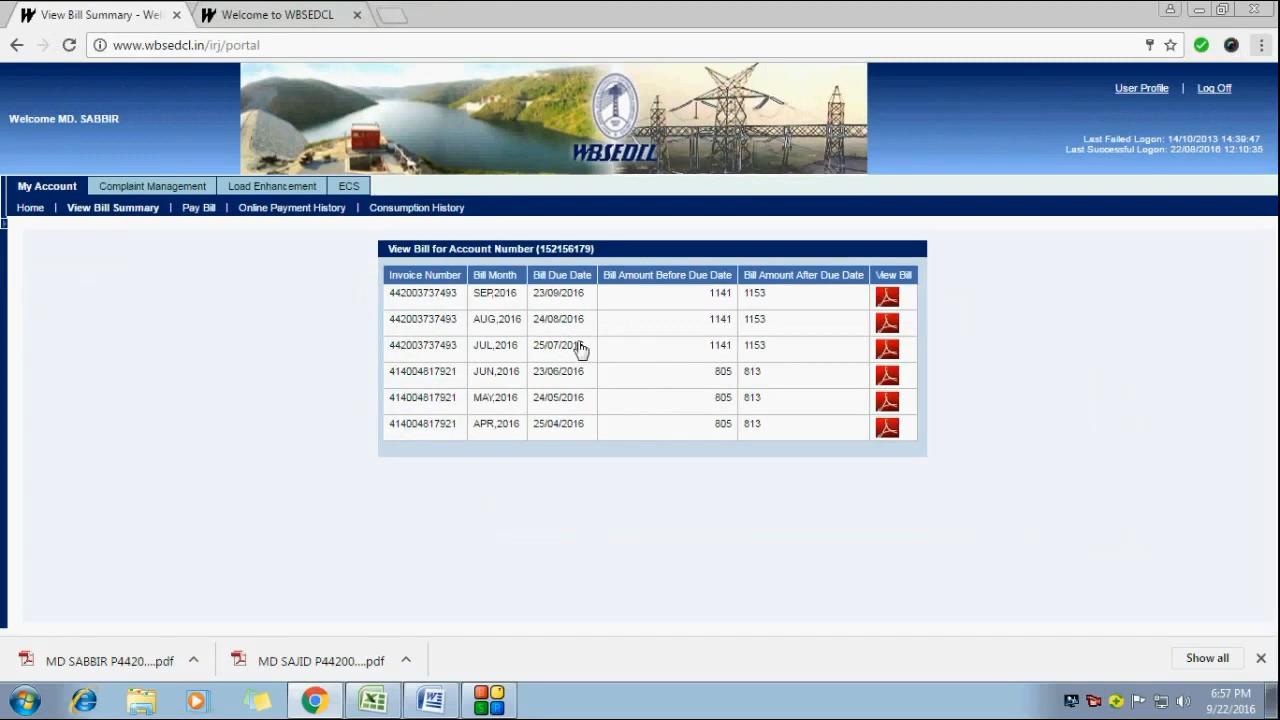 View Bill Summary - Wel
Welcome to WBSEDCL
www.wbsedcl.in/irj/portal
Welcome MD. SABBIR
WBSEDCL
User Profile | Log Off
Last Failed Logon: 14/10/2013 14:39:47
Last Successful Logon: 22/08/2016 12:10:35
My Account Complaint Management Load Enhancement ECS
Home | View Bill Summary | Pay Bill | Online Payment History | Consumption History
View Bill for Account Number (152156179)
Invoice Number Bill Month Bill Due Date Bill Amount Before Due Date Bill Amount After Due Date View Bill
442003737493 SEP,2016 23/09/2016 1141 1153
442003737493 AUG,2016 24/08/2016 1141 1153
442003737493 JUL,2016 25/07/2016 1141 1153
414004817921 JUN,2016 23/06/2016 805 813
414004817921 MAY,2016 24/05/2016 805 813
414004817921 APR,2016 25/04/2016 805 813
MD SABBIR P4420....pdf
MD SAJID P44200....pdf
Show all
6:57 PM
9/22/2016